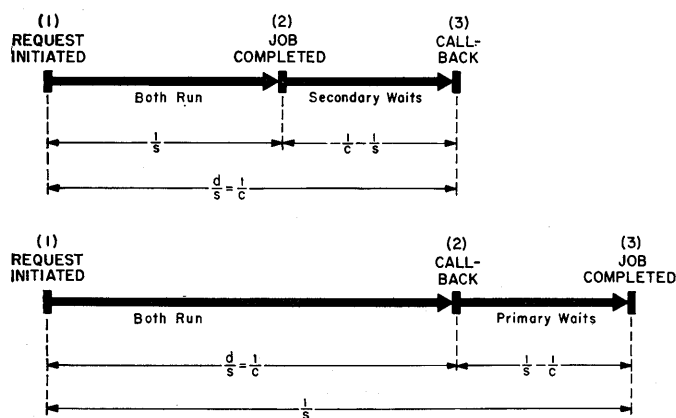 (1) (2) (3)
REQUEST JOB CALL-
INITIATED COMPLETED BACK
Both Run Secondary Waits
1/s 1/c - 1/s
d/s = 1/c
(1) (2) (3)
REQUEST CALL- JOB
INITIATED BACK COMPLETED
Both Run Primary Waits
d/s = 1/c 1/s - 1/c
1/s